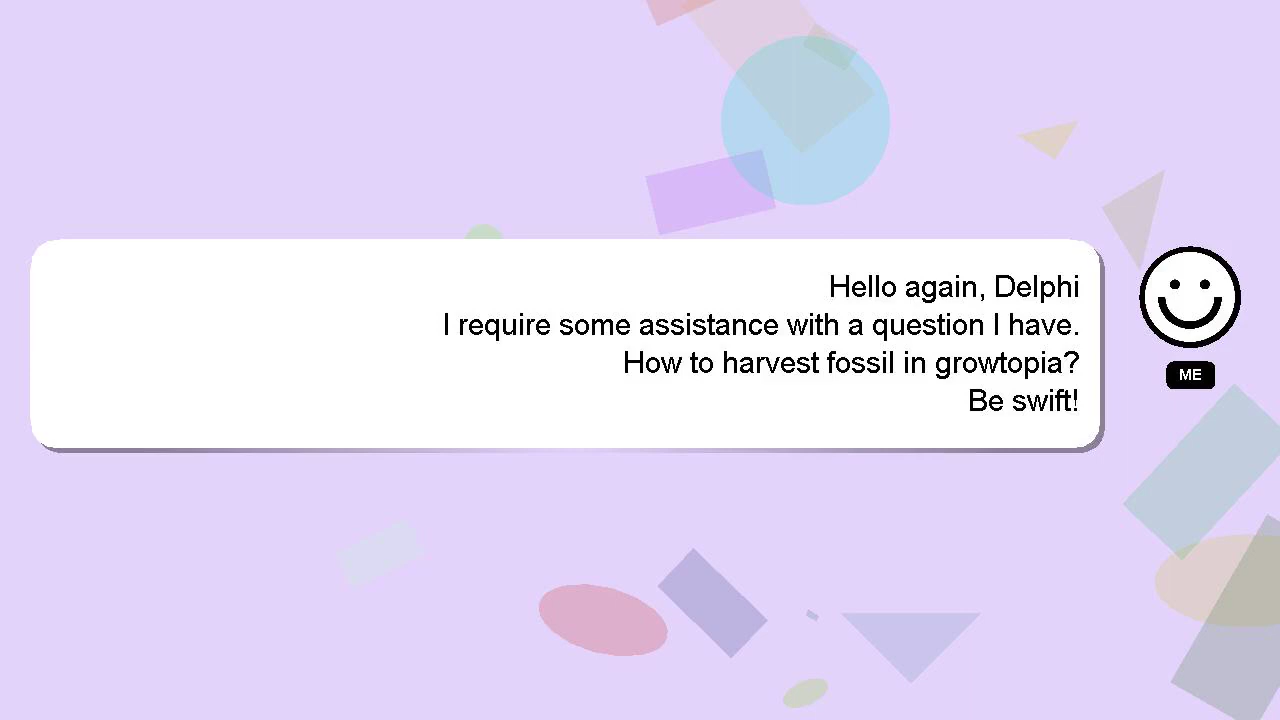 Hello again, Delphi
I require some assistance with a question I have.
How to harvest fossil in growtopia?
Be swift!
ME